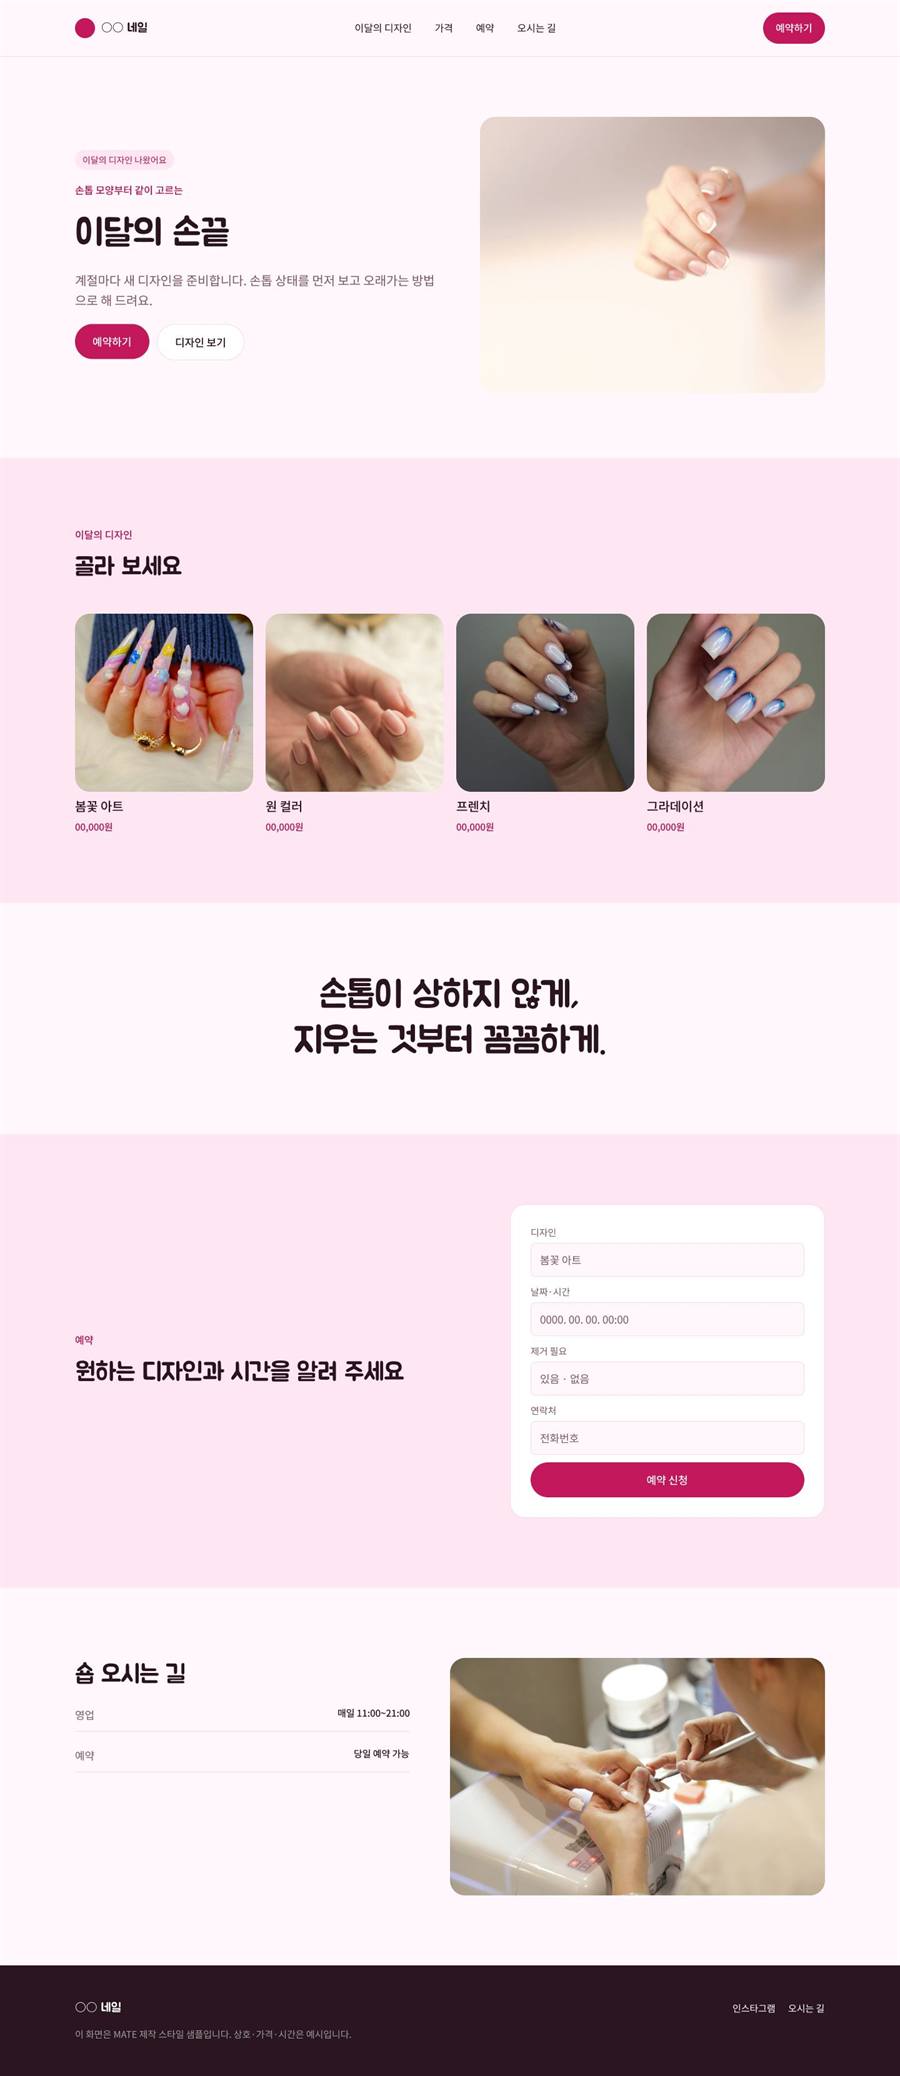 〇〇 네일
이달의 디자인
가격
예약
오시는 길
예약하기
이달의 디자인 나왔어요
손톱 모양부터 같이 고르는
이달의 손끝
계절마다 새 디자인을 준비합니다. 손톱 상태를 먼저 보고 오래가는 방법
으로 해 드려요.
예약하기
디자인 보기
이달의 디자인
골라 보세요
봄꽃 아트
00,000원
원 컬러
00,000원
프렌치
00,000원
그라데이션
00,000원
손톱이 상하지 않게,
지우는 것부터 꼼꼼하게.
예약
원하는 디자인과 시간을 알려 주세요
디자인
봄꽃 아트
날짜·시간
0000. 00. 00. 00:00
제거 필요
있음 · 없음
연락처
전화번호
예약 신청
숍 오시는 길
영업
매일 11:00~21:00
예약
당일 예약 가능
〇〇 네일
인스타그램
오시는 길
이 화면은 MATE 제작 스타일 샘플입니다. 상호·가격·시간은 예시입니다.